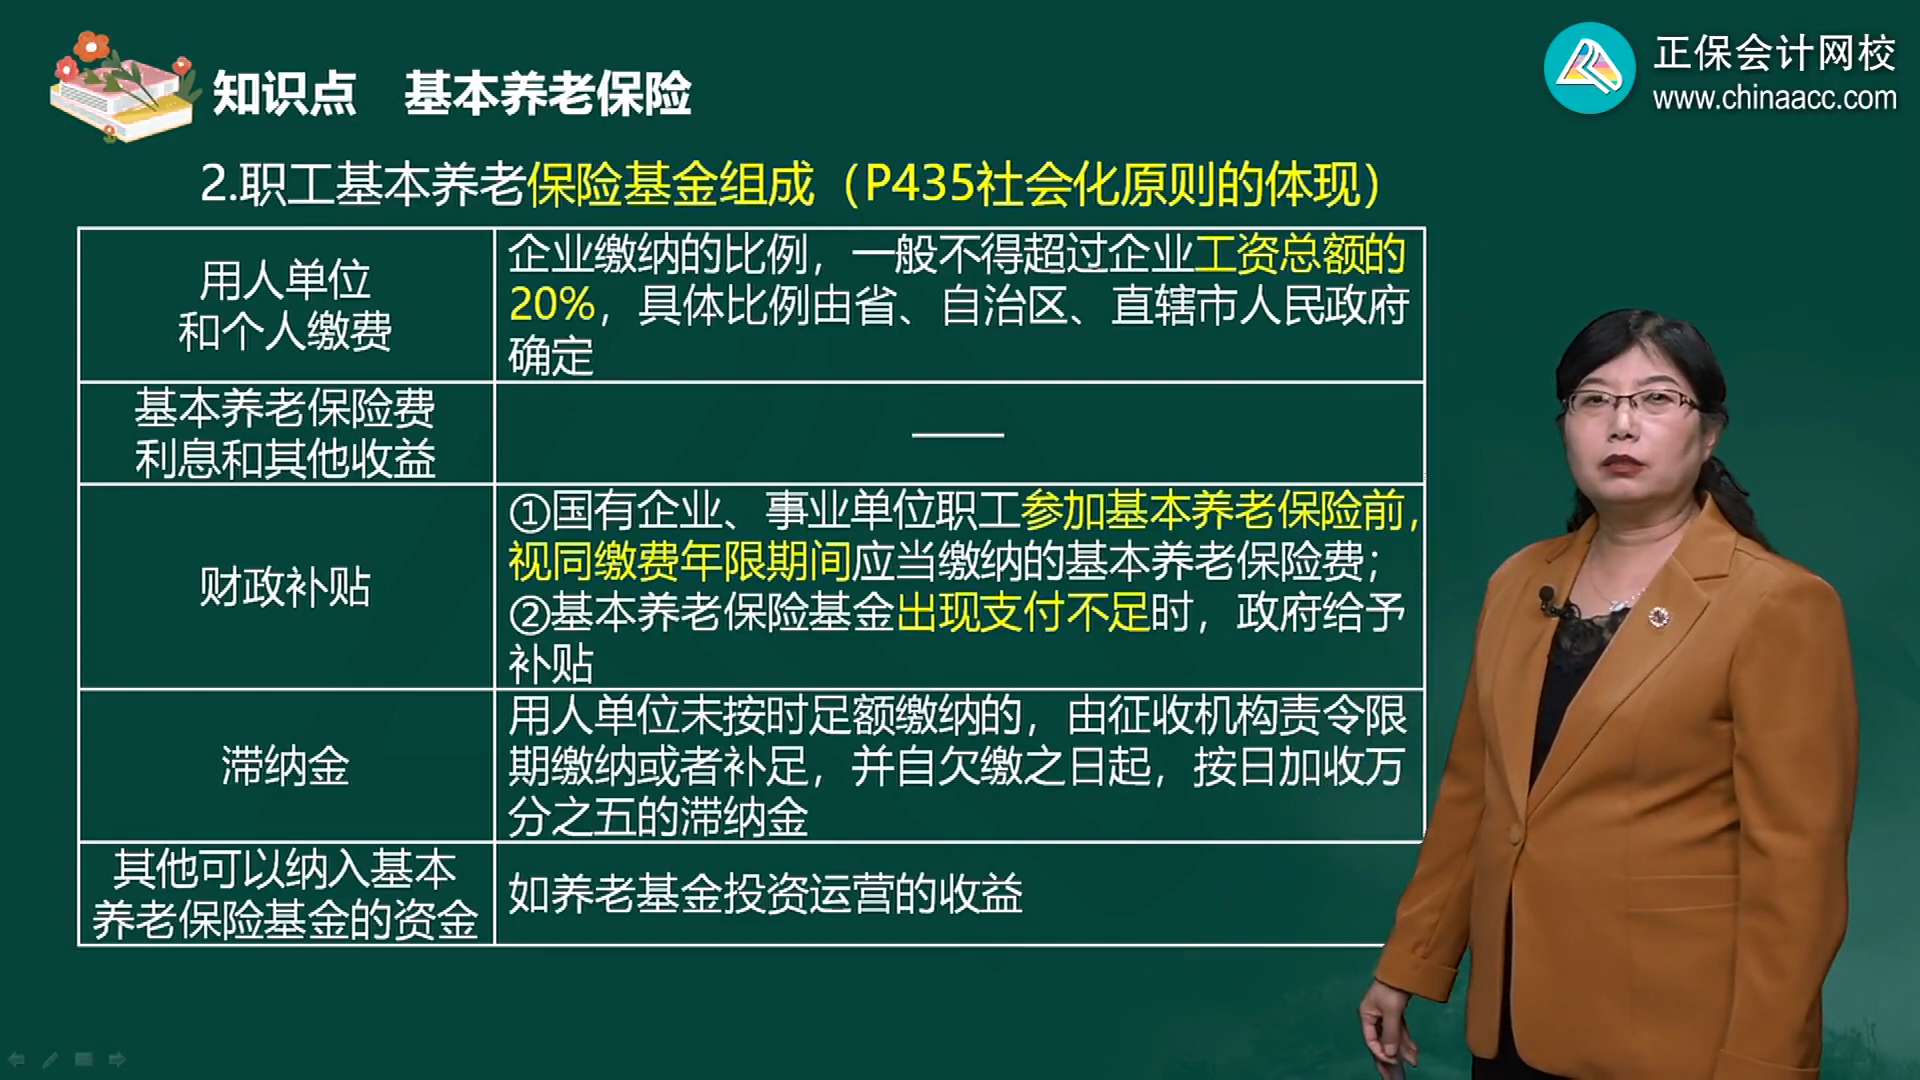 正保会计网校
www.chinaacc.com
知识点 基本养老保险
2.职工基本养老保险基金组成（P435社会化原则的体现）
用人单位
和个人缴费
企业缴纳的比例，一般不得超过企业工资总额的
20%，具体比例由省、自治区、直辖市人民政府
确定
基本养老保险费
利息和其他收益
——
财政补贴
①国有企业、事业单位职工参加基本养老保险前，
视同缴费年限期间应当缴纳的基本养老保险费；
②基本养老保险基金出现支付不足时，政府给予
补贴
滞纳金
用人单位未按时足额缴纳的，由征收机构责令限
期缴纳或者补足，并自欠缴之日起，按日加收万
分之五的滞纳金
其他可以纳入基本
养老保险基金的资金
如养老基金投资运营的收益